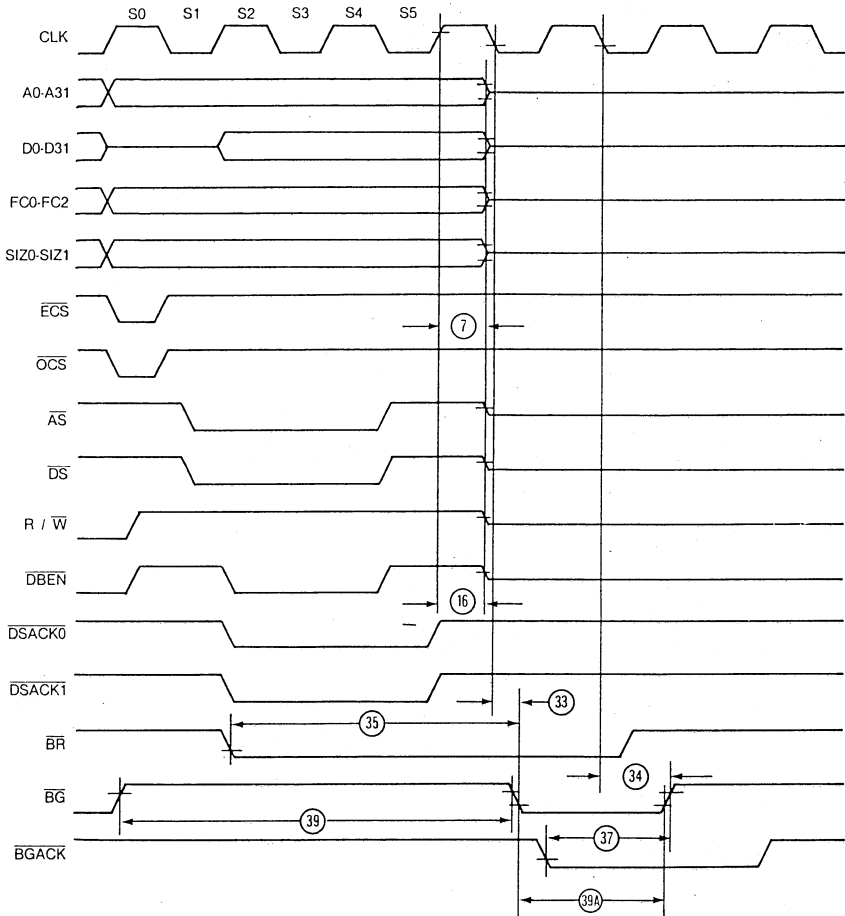 S0 S1 S2 S3 S4 S5
CLK
A0-A31
D0-D31
FC0-FC2
SIZ0-SIZ1
ECS
7
OCS
AS
DS
R / W
DBEN
16
DSACK0
DSACK1
33
35
BR
34
BG
39
37
BGACK
39A